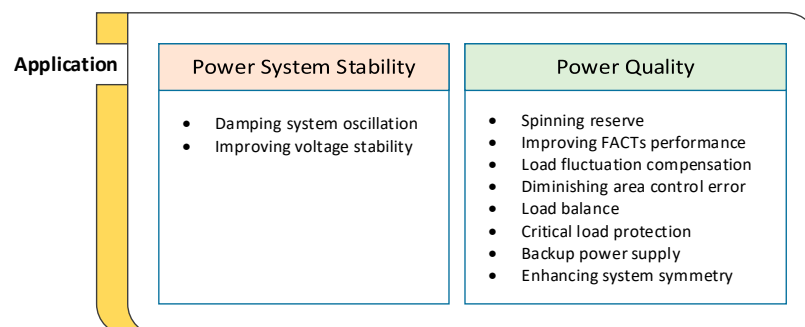 Application
Power System Stability
• Damping system oscillation
• Improving voltage stability
Power Quality
• Spinning reserve
• Improving FACTs performance
• Load fluctuation compensation
• Diminishing area control error
• Load balance
• Critical load protection
• Backup power supply
• Enhancing system symmetry